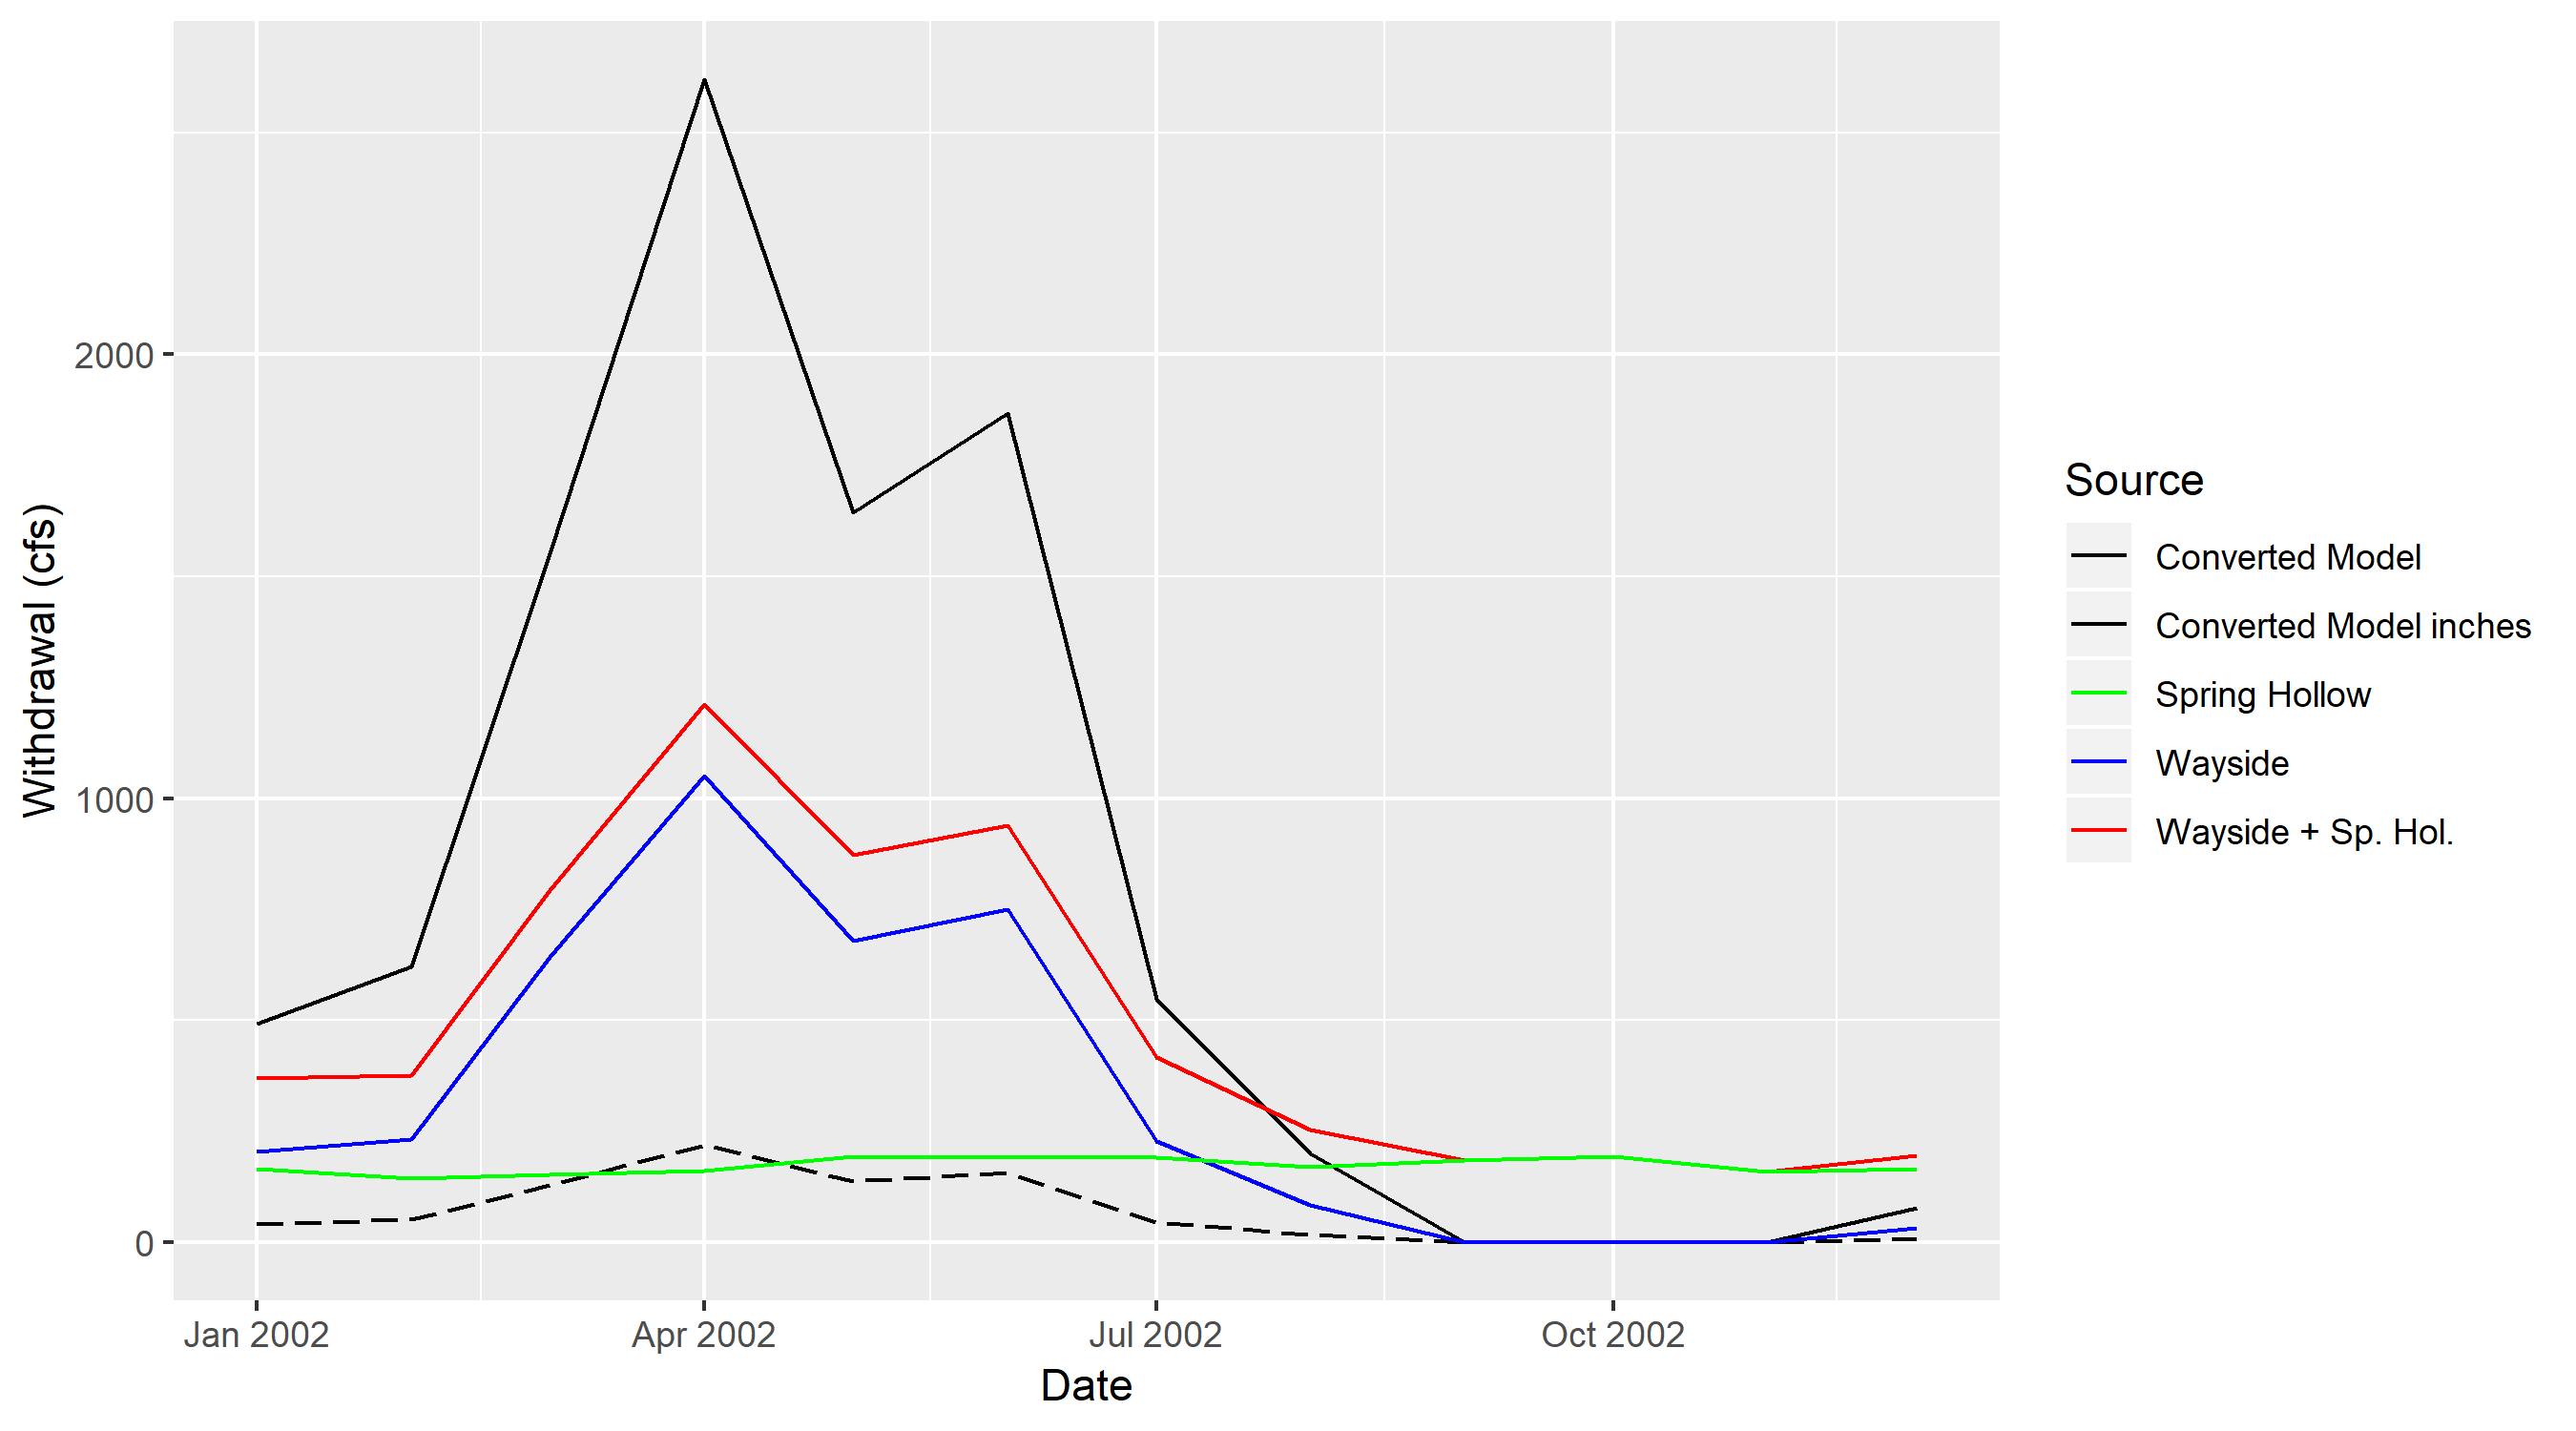 Withdrawal (cfs)
2000
1000
0
Jan 2002
Apr 2002
Jul 2002
Oct 2002
Date
Source
Converted Model
Converted Model inches
Spring Hollow
Wayside
Wayside + Sp. Hol.